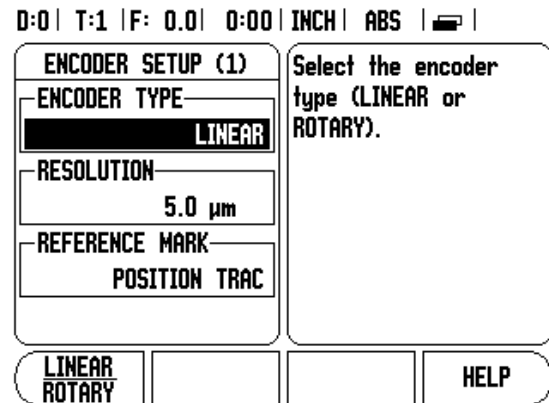 D:0 | T:1 | F: 0.0 | 0:00 | INCH | ABS |
ENCODER SETUP (1)
ENCODER TYPE
LINEAR
RESOLUTION
5.0 µm
REFERENCE MARK
POSITION TRAC
Select the encoder
type (LINEAR or
ROTARY).
LINEAR
ROTARY
HELP